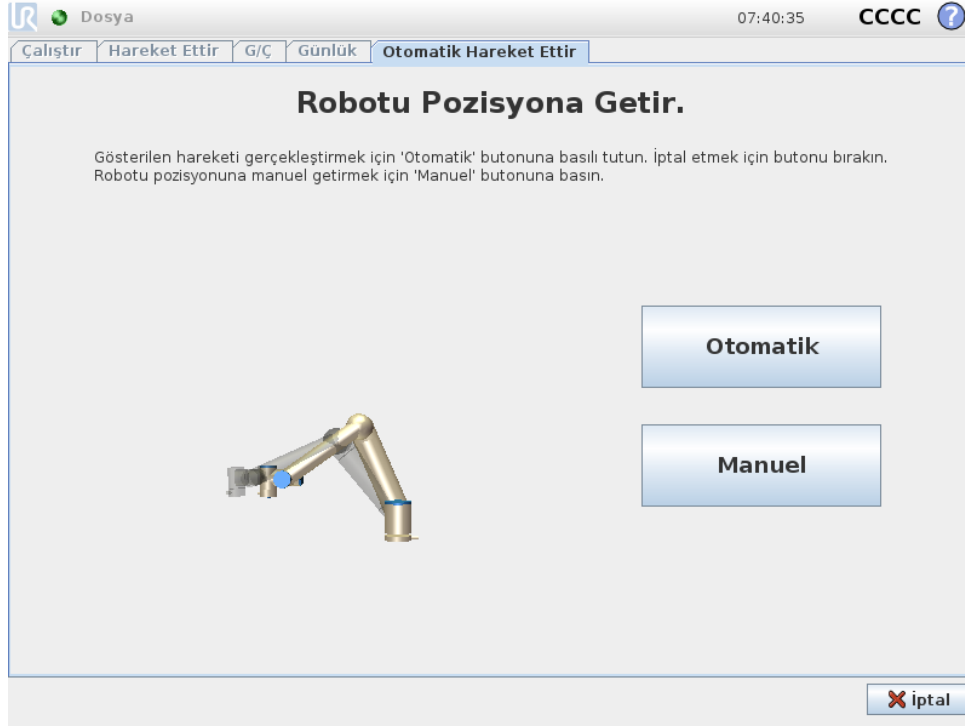 UR Dosya 07:40:35 CCCC ?
Çalıştır Hareket Ettir G/Ç Günlük Otomatik Hareket Ettir
Robotu Pozisyona Getir.
Gösterilen hareketi gerçekleştirmek için 'Otomatik' butonuna basılı tutun. İptal etmek için butonu bırakın.
Robotu pozisyonuna manuel getirmek için 'Manuel' butonuna basın.
Otomatik
Manuel
İptal